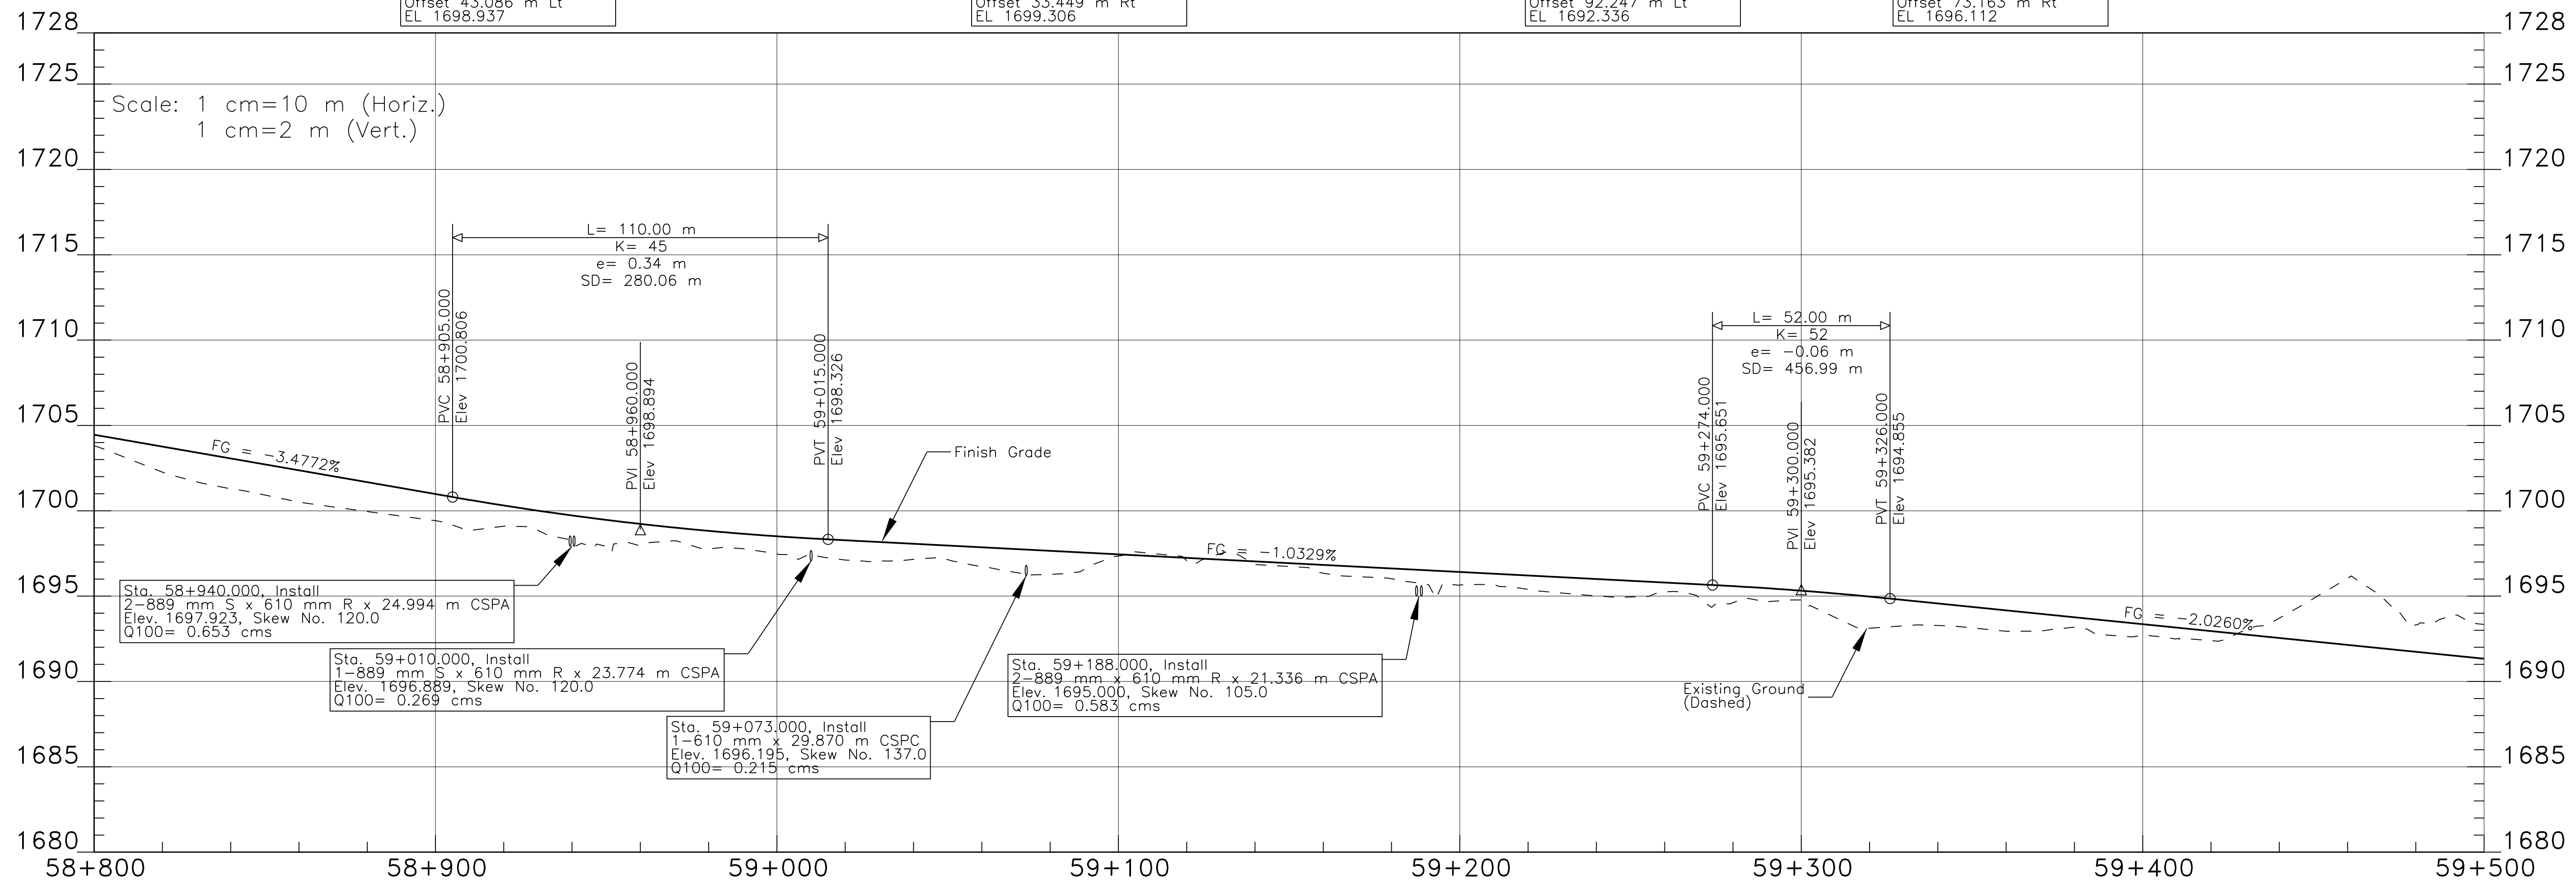 Offset 43.086 m Lt
EL 1698.937
Offset 33.449 m Rt
EL 1699.306
Offset 92.247 m Lt
EL 1692.336
Offset 73.163 m Rt
EL 1696.112
1728
1725
1720
1715
1710
1705
1700
1695
1690
1685
1680
Scale: 1 cm=10 m (Horiz.)
1 cm=2 m (Vert.)
L= 110.00 m
K= 45
e= 0.34 m
SD= 280.06 m
PVC 58+905.000
Elev 1700.806
PVI 58+960.000
Elev 1698.894
PVT 59+015.000
Elev 1698.326
FG = -3.4772%
Finish Grade
FG = -1.0329%
L= 52.00 m
K= 52
e= -0.06 m
SD= 456.99 m
PVC 59+274.000
Elev 1695.651
PVI 59+300.000
Elev 1695.382
PVT 59+326.000
Elev 1694.855
FG = -2.0260%
Sta. 58+940.000, Install
2-889 mm S x 610 mm R x 24.994 m CSPA
Elev. 1697.923, Skew No. 120.0
Q100= 0.653 cms
Sta. 59+010.000, Install
1-889 mm S x 610 mm R x 23.774 m CSPA
Elev. 1696.889, Skew No. 120.0
Q100= 0.269 cms
Sta. 59+073.000, Install
1-610 mm x 29.870 m CSPC
Elev. 1696.195, Skew No. 137.0
Q100= 0.215 cms
Sta. 59+188.000, Install
2-889 mm x 610 mm R x 21.336 m CSPA
Elev. 1695.000, Skew No. 105.0
Q100= 0.583 cms
Existing Ground
(Dashed)
1728
1725
1720
1715
1710
1705
1700
1695
1690
1685
1680
58+800
58+900
59+000
59+100
59+200
59+300
59+400
59+500